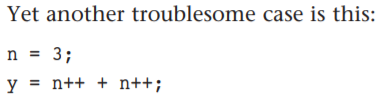 Yet another troublesome case is this:
n = 3;
y = n++ + n++;